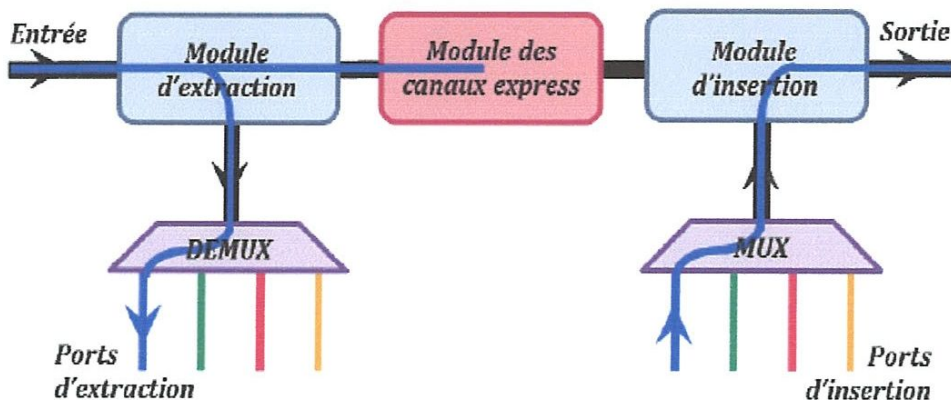 Entrée
Module
d'extraction
Module des
canaux express
Module
d'insertion
Sortie
DEMUX
MUX
Ports
d'extraction
Ports
d'insertion